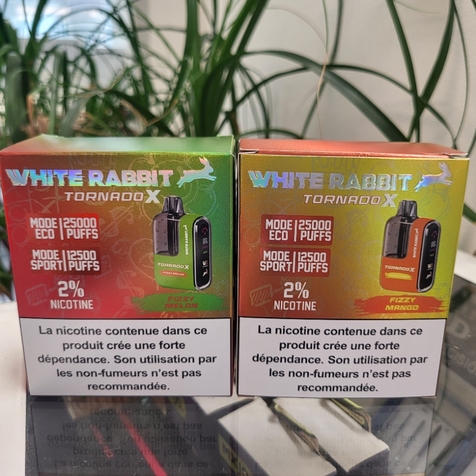 WHITE RABBIT
TORNADO X
MODE ECO | 25000 PUFFS
MODE SPORT | 12500 PUFFS
2%
NICOTINE
FIZZY
MELON
La nicotine contenue dans ce
produit crée une forte
dépendance. Son utilisation par
les non-fumeurs n'est pas
recommandée.
WHITE RABBIT
TORNADO X
MODE ECO | 25000 PUFFS
MODE SPORT | 12500 PUFFS
2%
NICOTINE
TORNADO X
FIZZY
MANGO
La nicotine contenue dans ce
produit crée une forte
dépendance. Son utilisation par
les non-fumeurs n'est pas
recommandée.